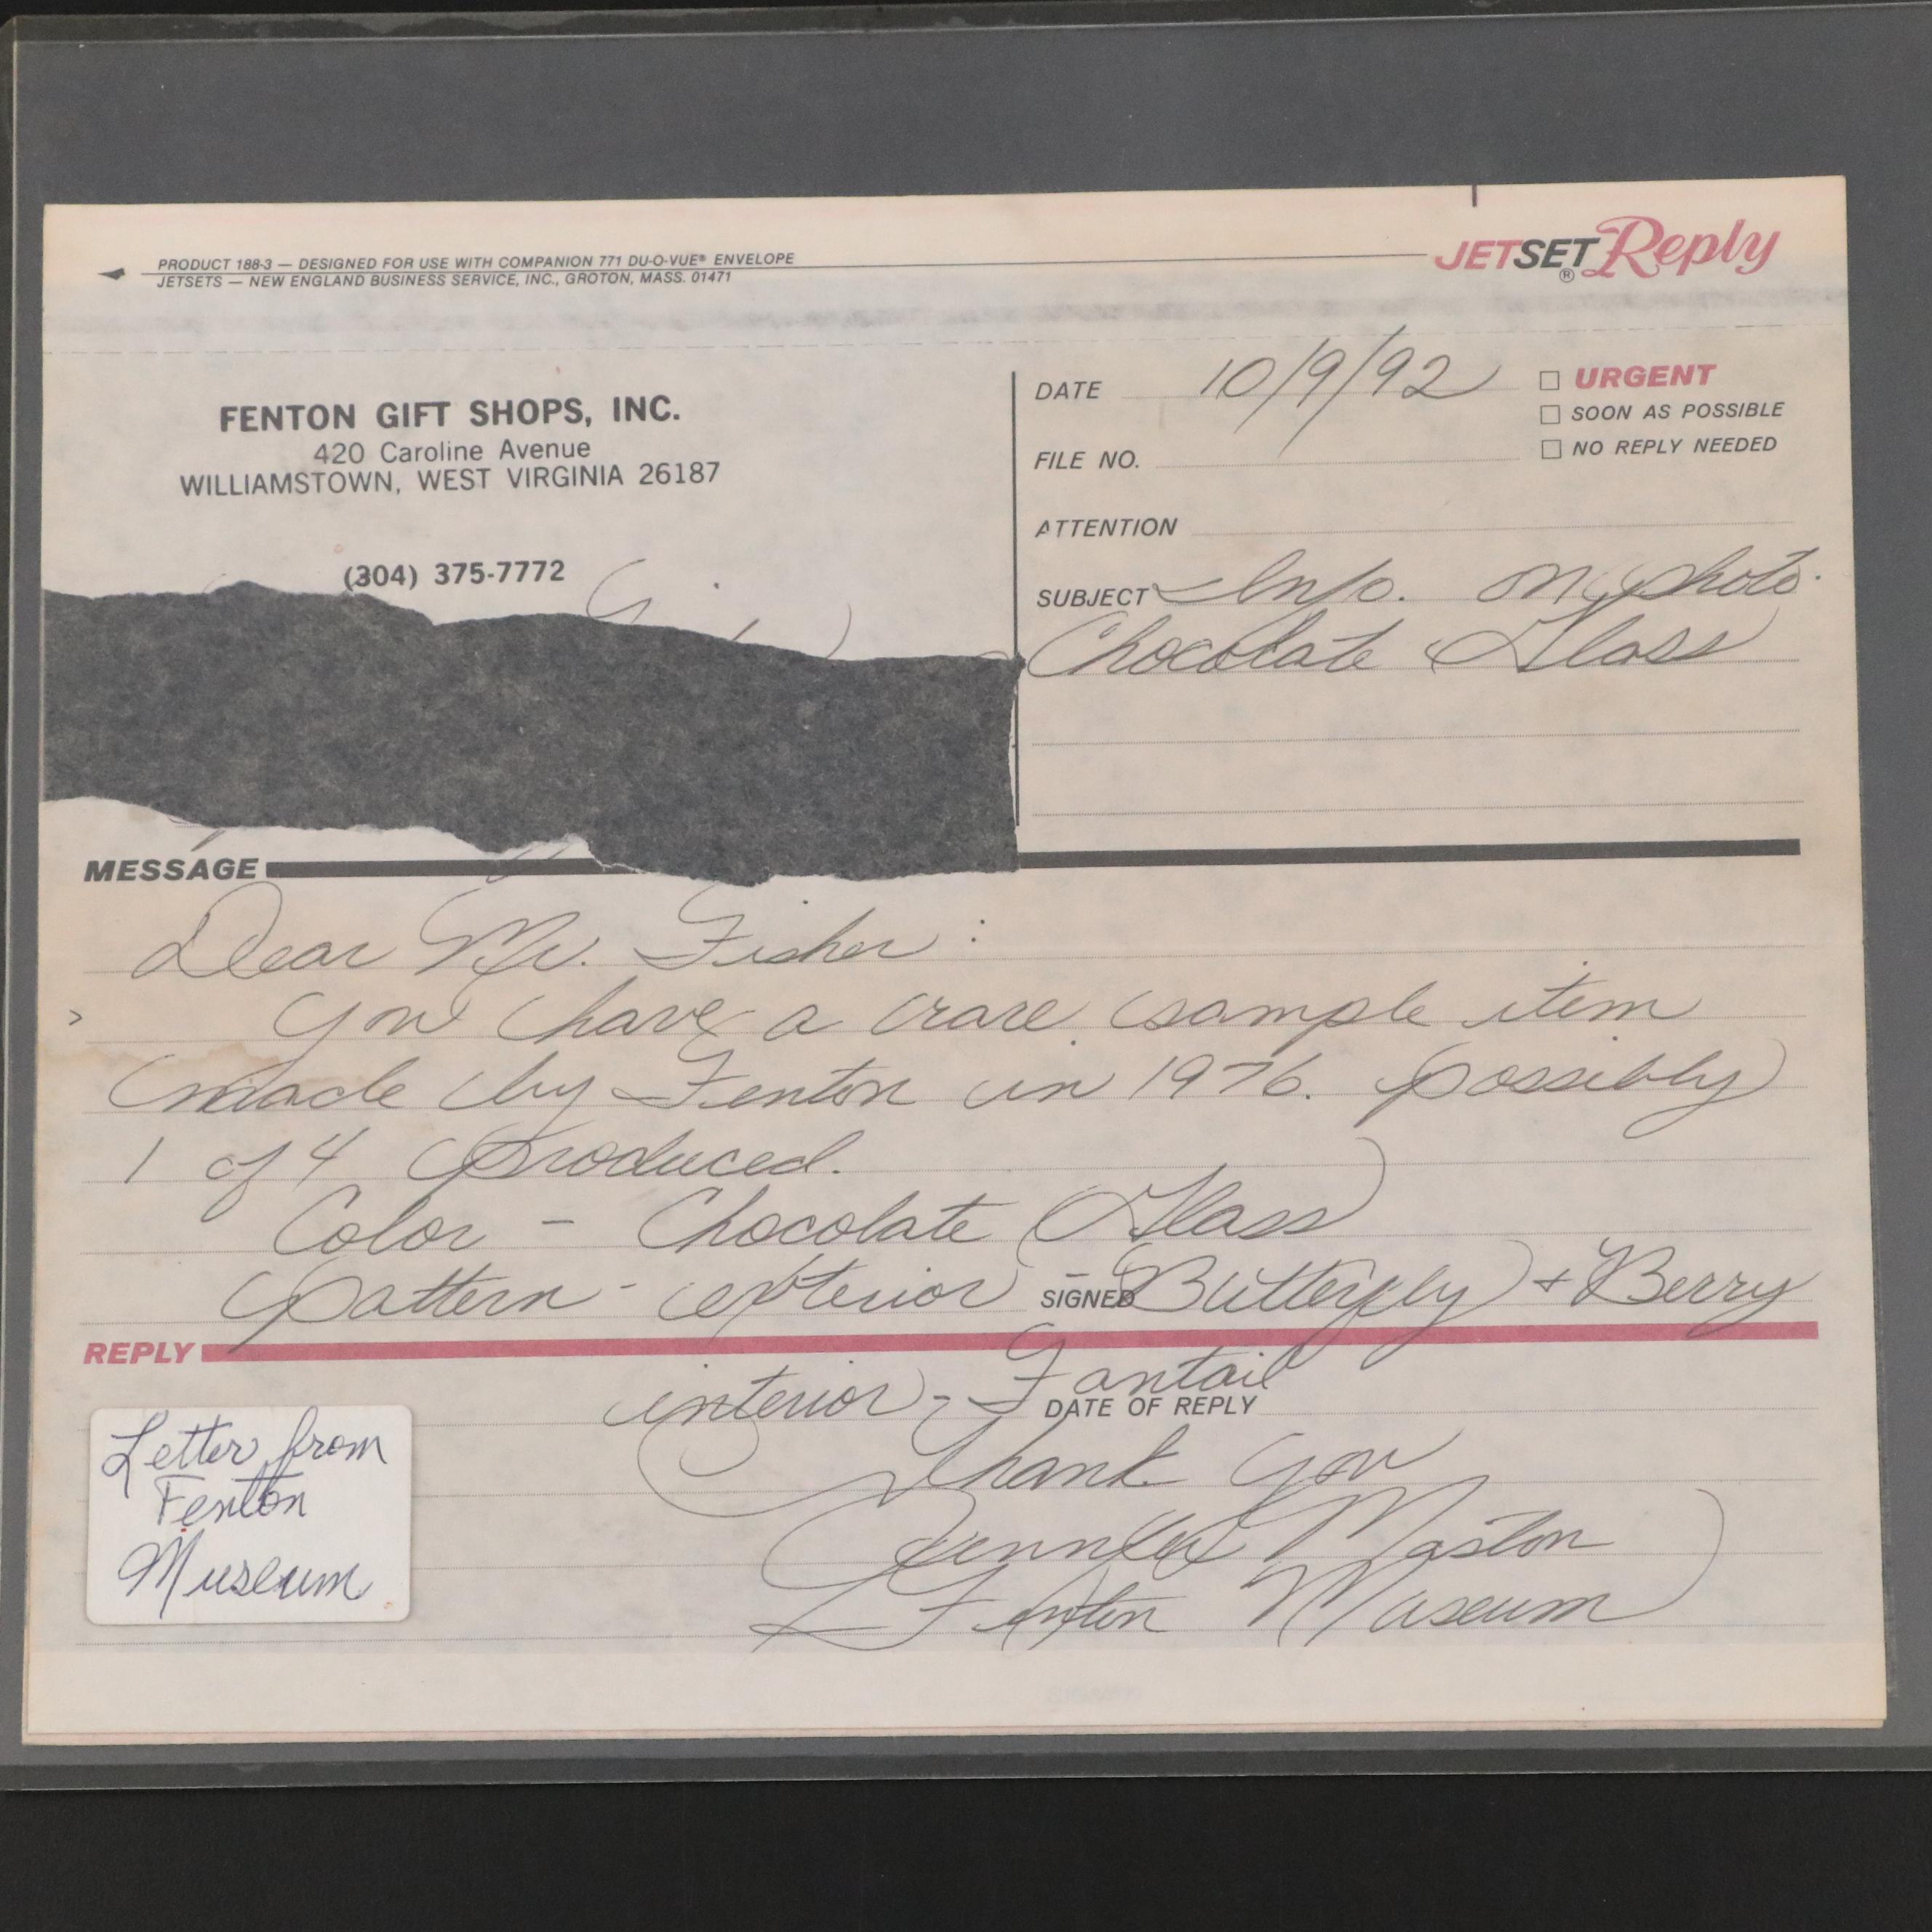 PRODUCT 188-3 — DESIGNED FOR USE WITH COMPANION 771 DU-O-VUE® ENVELOPE
JETSETS — NEW ENGLAND BUSINESS SERVICE, INC., GROTON, MASS. 01471
JETSET® Reply
FENTON GIFT SHOPS, INC.
420 Caroline Avenue
WILLIAMSTOWN, WEST VIRGINIA 26187
(304) 375-7772
DATE 10/9/92
URGENT
SOON AS POSSIBLE
NO REPLY NEEDED
FILE NO.
ATTENTION
SUBJECT Info. on photo.
Chocolate Glass
MESSAGE
Dear Mr. Fisher:
You have a rare sample item
made by Fenton in 1976. Possibly
1 of 4 produced.
Color - Chocolate Glass
Pattern - exterior - Butterfly + Berry
SIGNED
REPLY
interior - Fantail
DATE OF REPLY
Thank You
Jennifer Maston
Fenton Museum
Letter from
Fenton
Museum